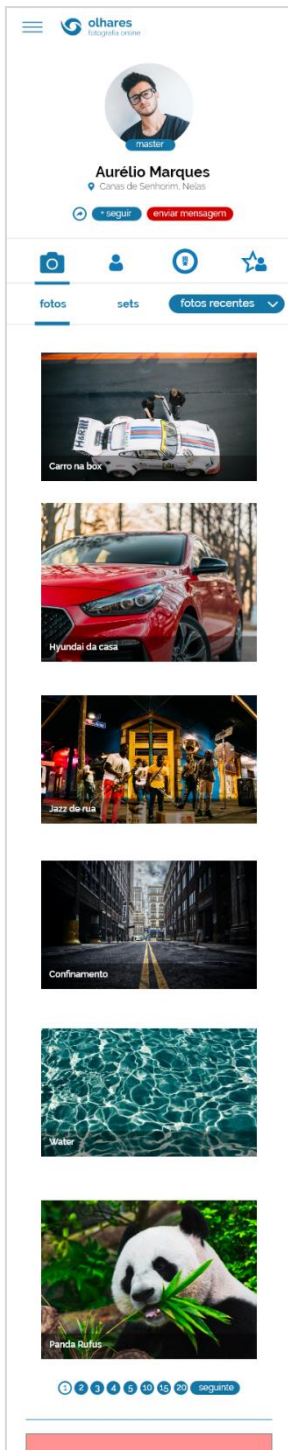 olhares
fotografia online
master
Aurélio Marques
Canas de Senhorim, Nelas
+ seguir enviar mensagem
fotos sets fotos recentes
H&R
Carro na box
Hyundai da casa
Jazz de rua
Confinamento
Water
Panda Rufus
1 2 3 4 5 10 15 20 seguinte